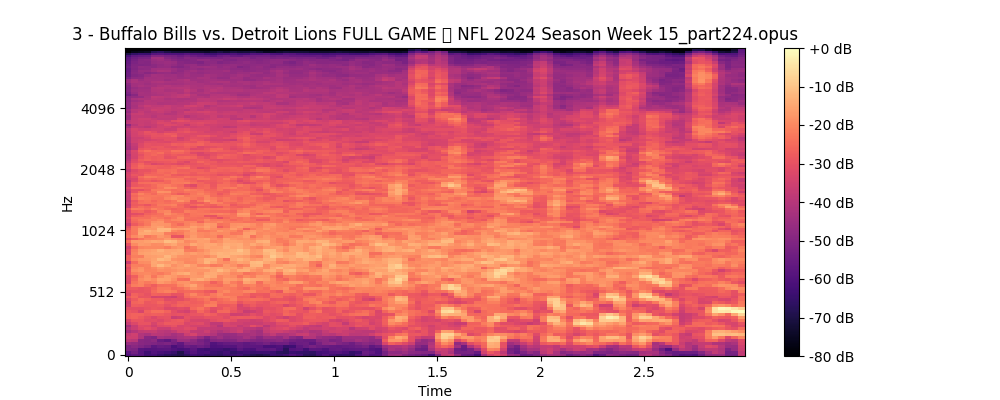 3 - Buffalo Bills vs. Detroit Lions FULL GAME ▯ NFL 2024 Season Week 15_part224.opus
+0 dB
4096
-10 dB
-20 dB
2048
-30 dB
Hz
1024
-40 dB
-50 dB
512
-60 dB
-70 dB
0
-80 dB
0 0.5 1 1.5 2 2.5
Time